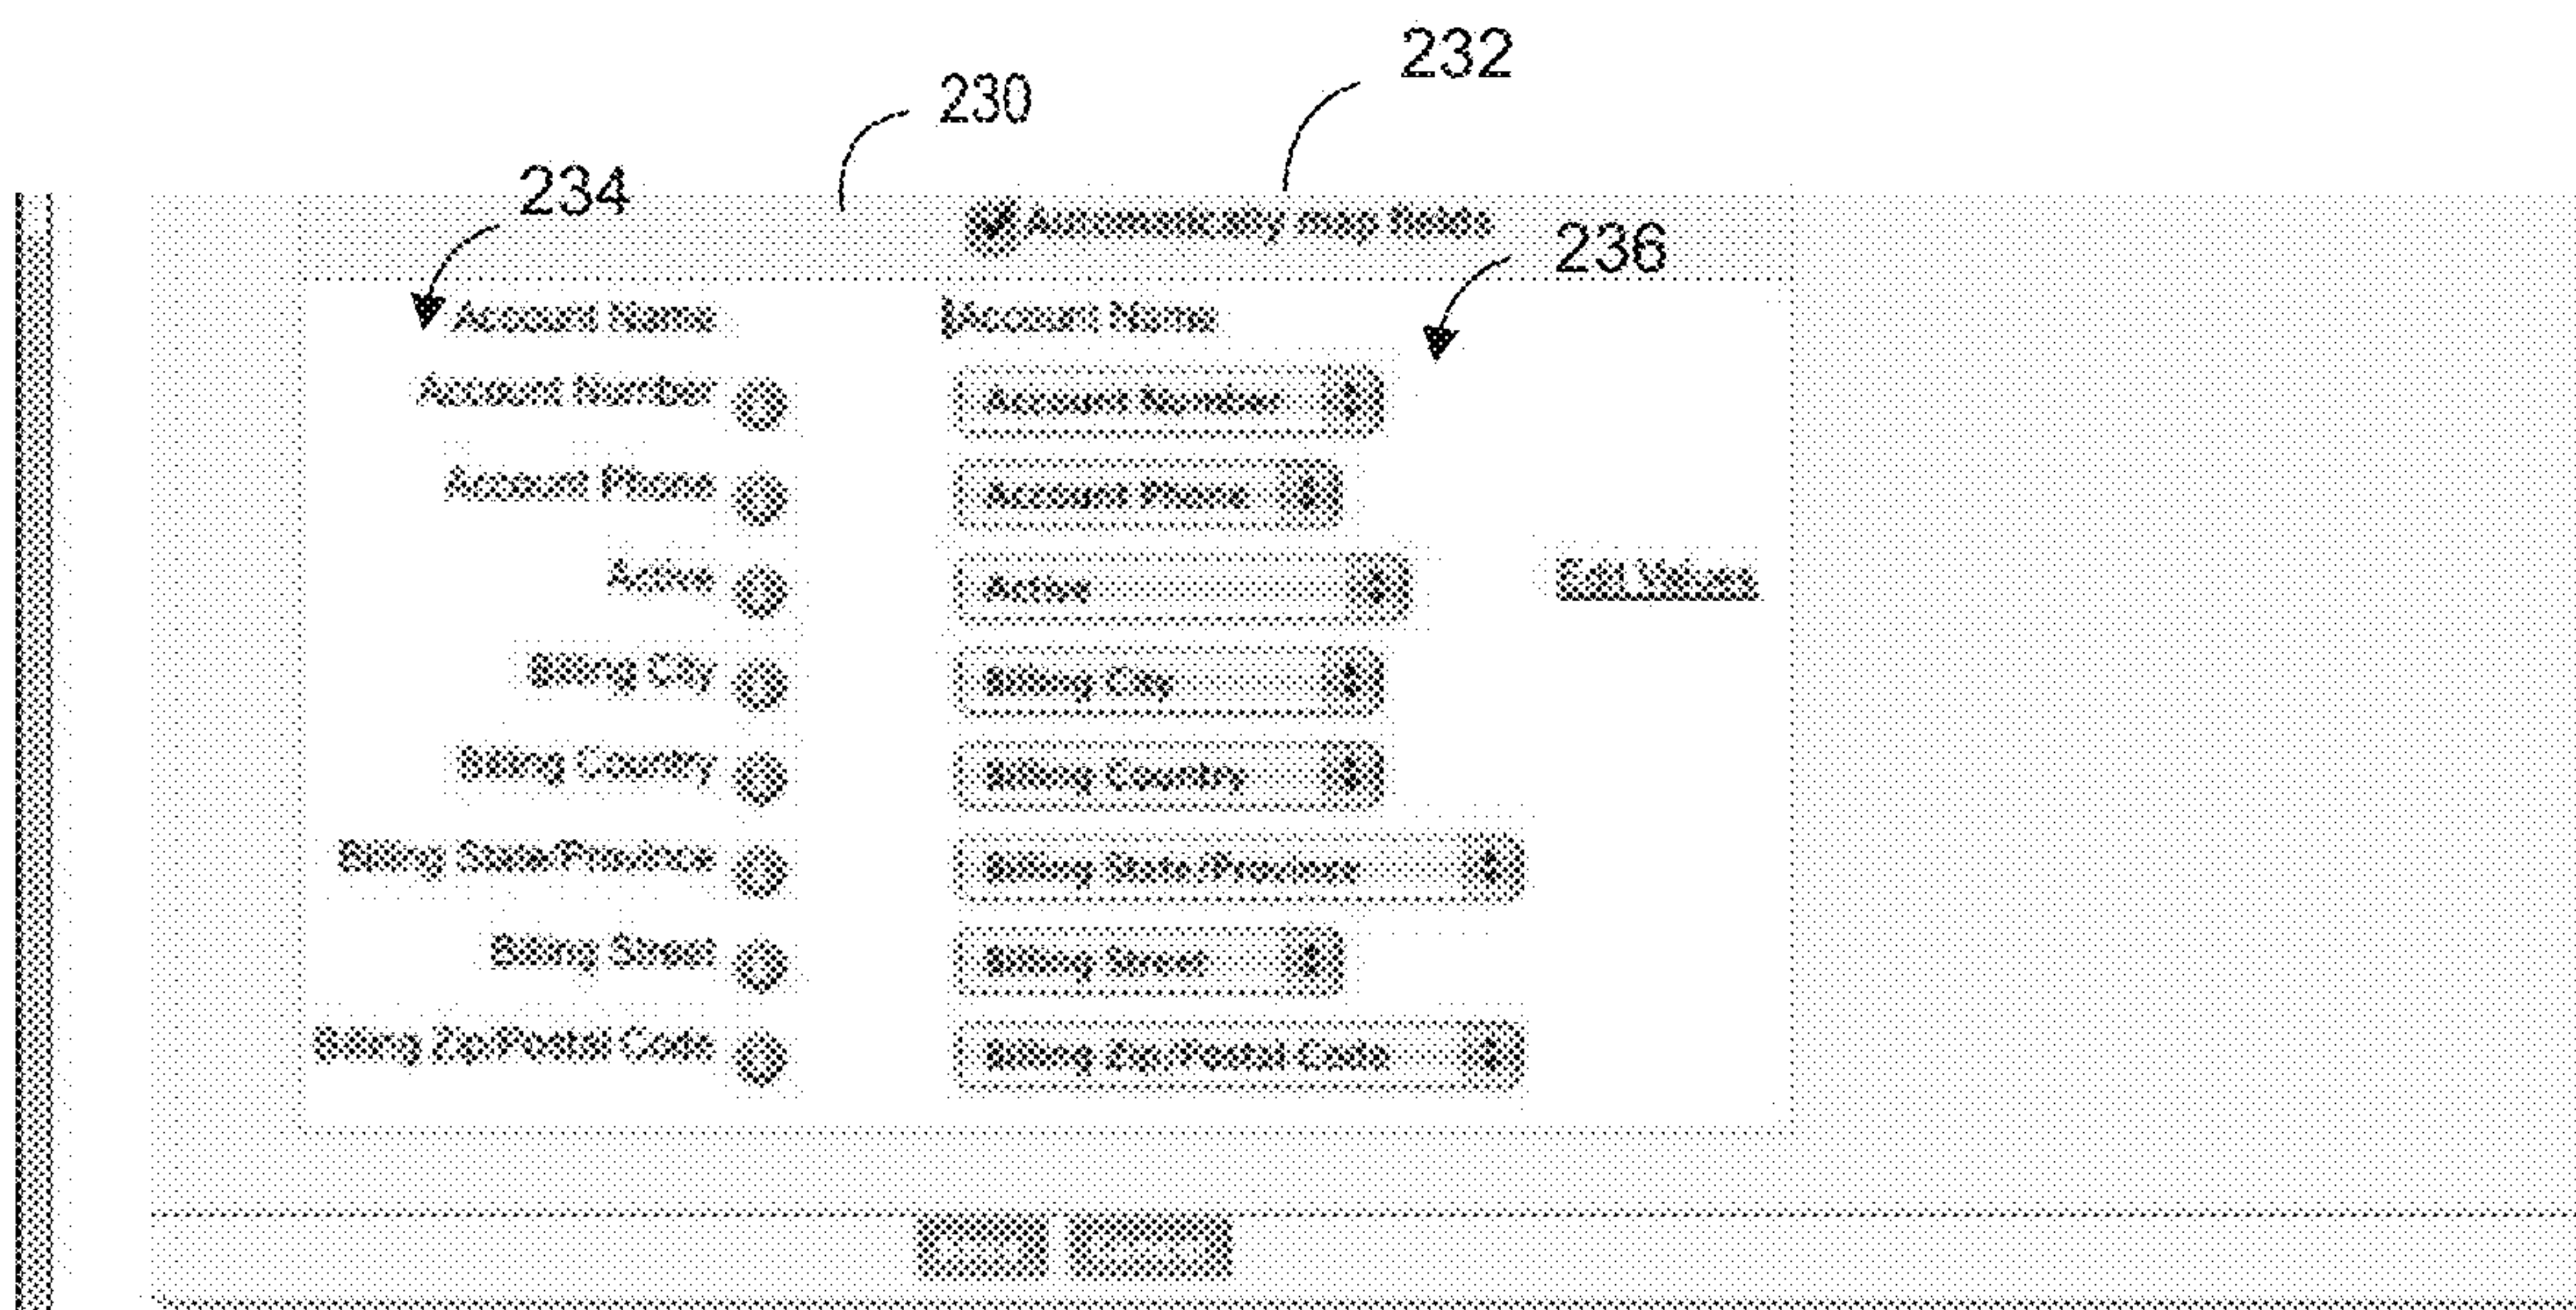 232
230
234
Automatically map fields
236
Account Name Account Name
Account Number Account Number
Account Phone Account Phone
Active Active Edit Values
Billing City Billing City
Billing Country Billing Country
Billing State/Province Billing State/Province
Billing Street Billing Street
Billing Zip/Postal Code Billing Zip/Postal Code